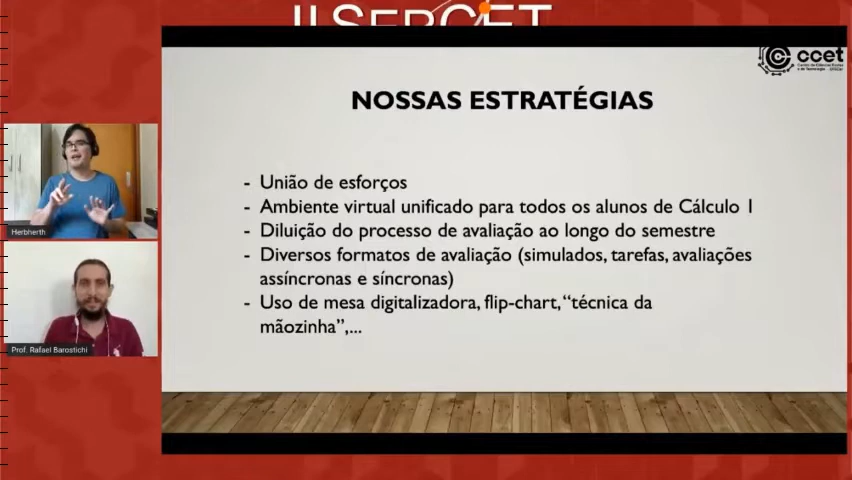 II SERCET
ccet
NOSSAS ESTRATÉGIAS
- União de esforços
- Ambiente virtual unificado para todos os alunos de Cálculo 1
- Diluição do processo de avaliação ao longo do semestre
- Diversos formatos de avaliação (simulados, tarefas, avaliações
assíncronas e síncronas)
- Uso de mesa digitalizadora, flip-chart, “técnica da
mãozinha”,...
Herbherth
Prof. Rafael Barostichi